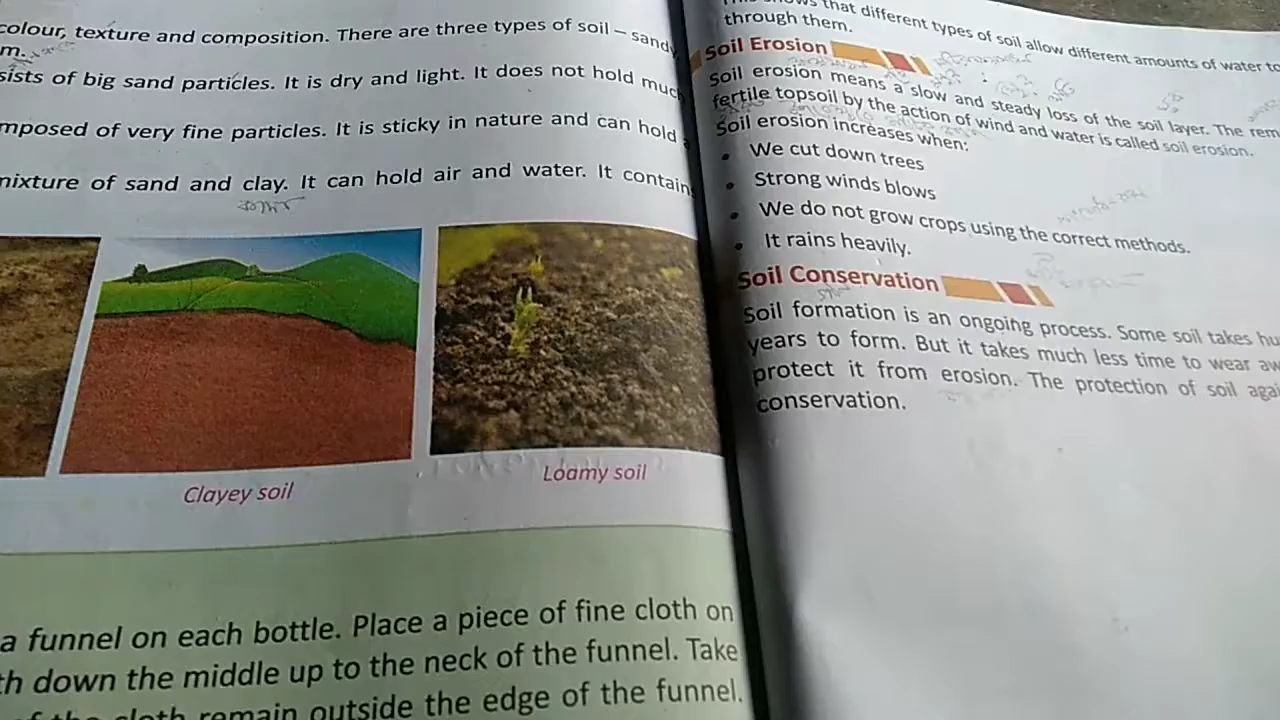 colour, texture and composition. There are three types of soil – sandy
m.
sists of big sand particles. It is dry and light. It does not hold much
mposed of very fine particles. It is sticky in nature and can hold a
mixture of sand and clay. It can hold air and water. It contains
Clayey soil
Loamy soil
a funnel on each bottle. Place a piece of fine cloth on
th down the middle up to the neck of the funnel. Take
of the cloth remain outside the edge of the funnel.
that different types of soil allow different amounts of water to
through them.
Soil Erosion
Soil erosion means a slow and steady loss of the soil layer. The rem
fertile topsoil by the action of wind and water is called soil erosion.
Soil erosion increases when:
• We cut down trees
• Strong winds blows
• We do not grow crops using the correct methods.
• It rains heavily.
Soil Conservation
Soil formation is an ongoing process. Some soil takes hu
years to form. But it takes much less time to wear aw
protect it from erosion. The protection of soil agai
conservation.